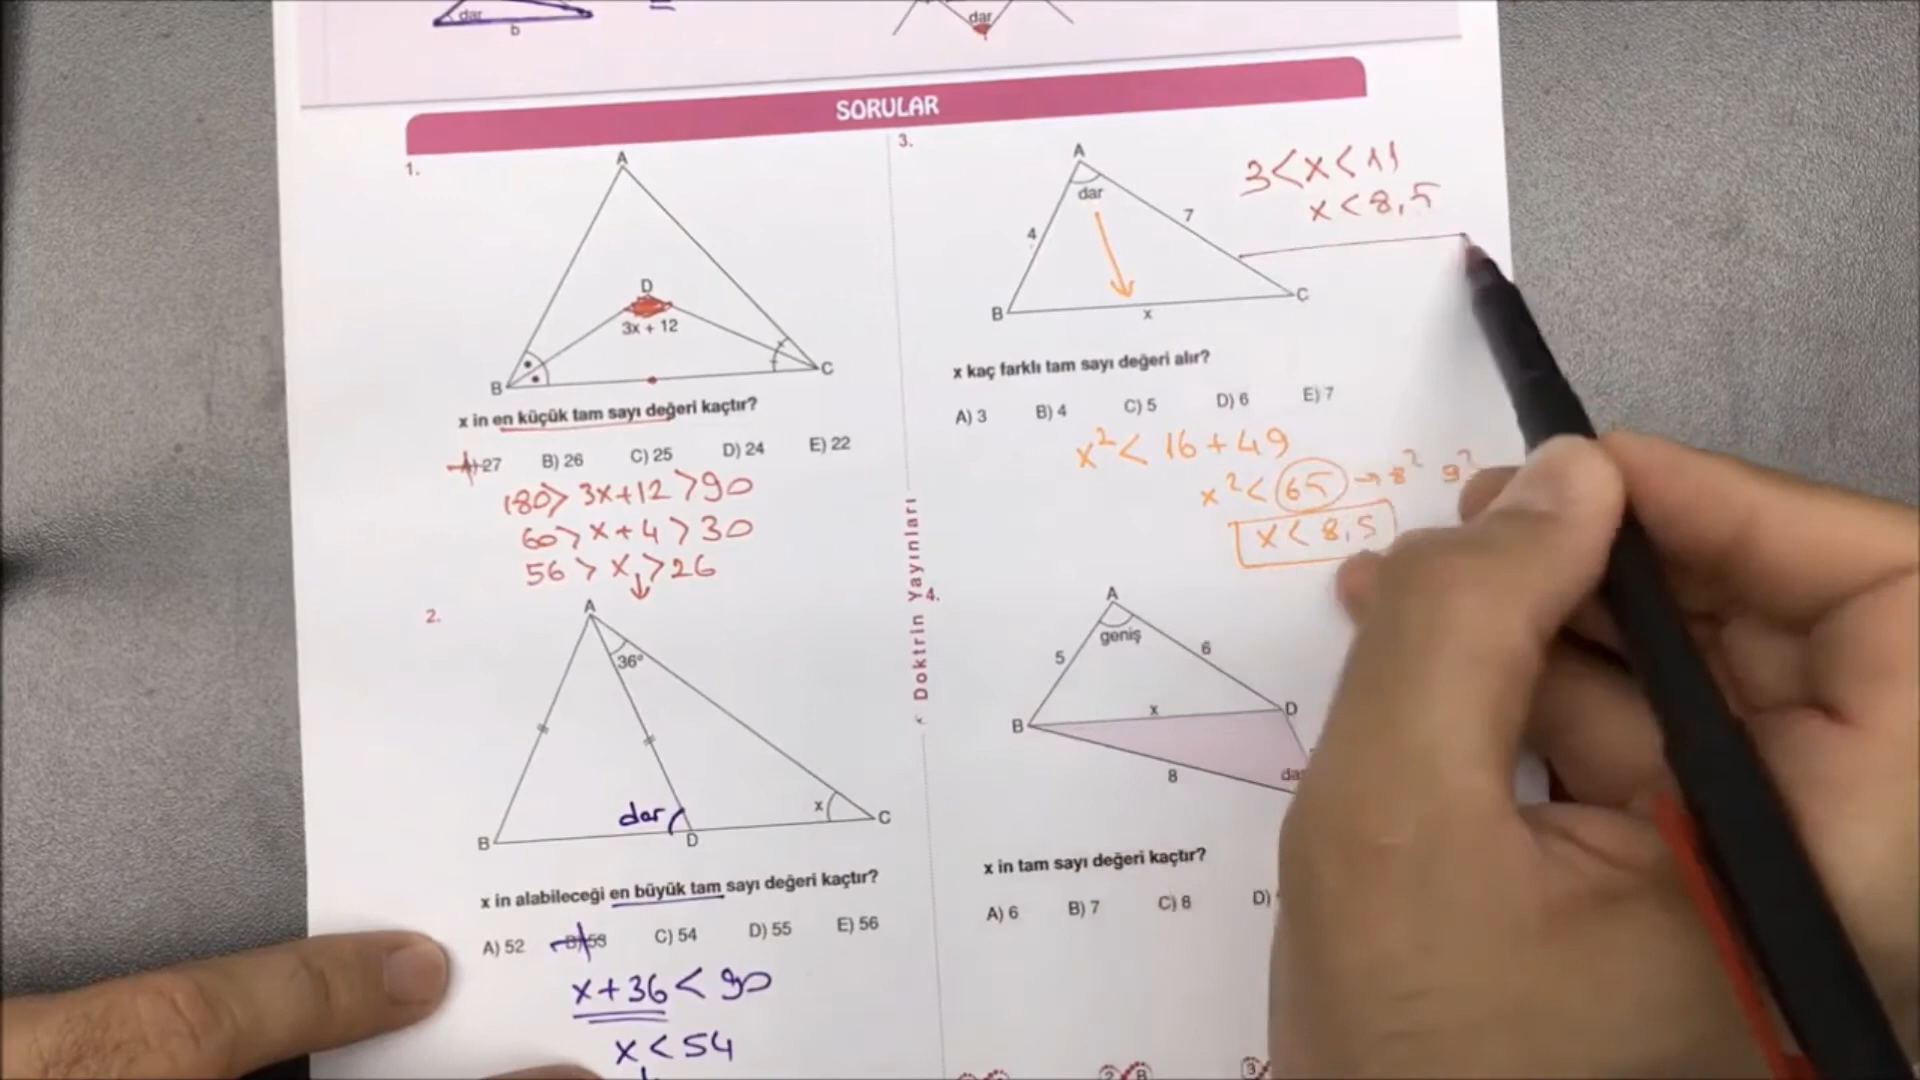 dar
b
dar
SORULAR
1.
A
D
3x + 12
B
C
x in en küçük tam sayı değeri kaçtır?
A) 27 B) 26 C) 25 D) 24 E) 22
180 > 3x+12 > 90
60 > x+4 > 30
56 > x > 26
2.
A
36°
dar
x
B
D
C
x in alabileceği en büyük tam sayı değeri kaçtır?
A) 52 B) 53 C) 54 D) 55 E) 56
x+36 < 90
x < 54
Doktrin Yayınları
3.
A
dar
4
7
B
x
C
3 < x < 11
x < 8,5
x kaç farklı tam sayı değeri alır?
A) 3 B) 4 C) 5 D) 6 E) 7
x² < 16 + 49
x² < 65 → 8² 9²
x < 8,5
4.
A
geniş
5
6
B
x
D
8
x in tam sayı değeri kaçtır?
A) 6 B) 7 C) 8 D)
2 B
3